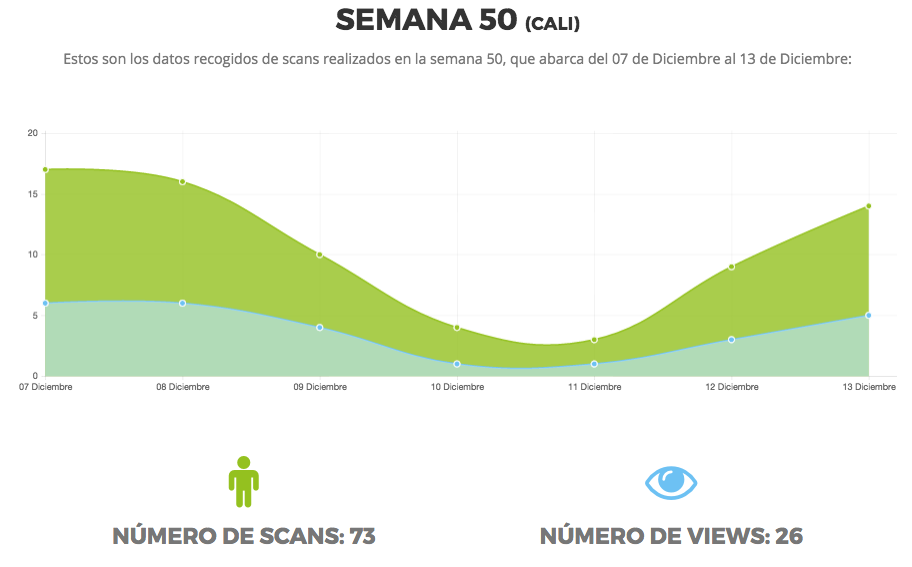 SEMANA 50 (CALI)
Estos son los datos recogidos de scans realizados en la semana 50, que abarca del 07 de Diciembre al 13 de Diciembre:
20
15
10
5
0
07 Diciembre 08 Diciembre 09 Diciembre 10 Diciembre 11 Diciembre 12 Diciembre 13 Diciembre
NÚMERO DE SCANS: 73 NÚMERO DE VIEWS: 26